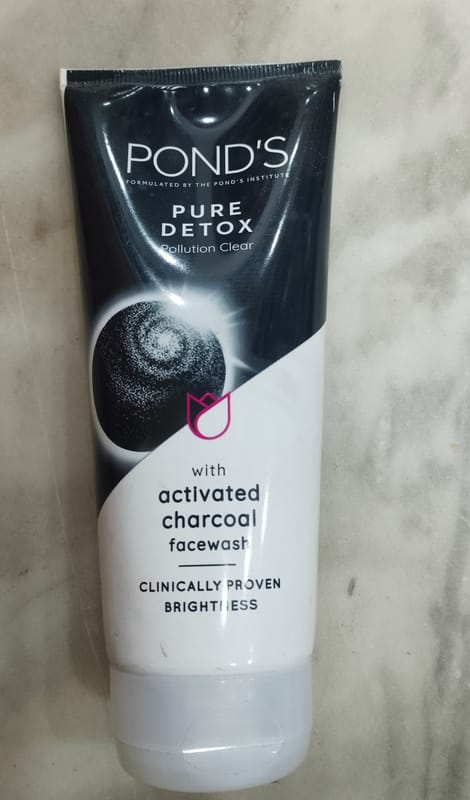 POND'S
FORMULATED BY THE POND'S INSTITUTE
PURE
DETOX
Pollution Clear
with
activated
charcoal
facewash
CLINICALLY PROVEN
BRIGHTNESS